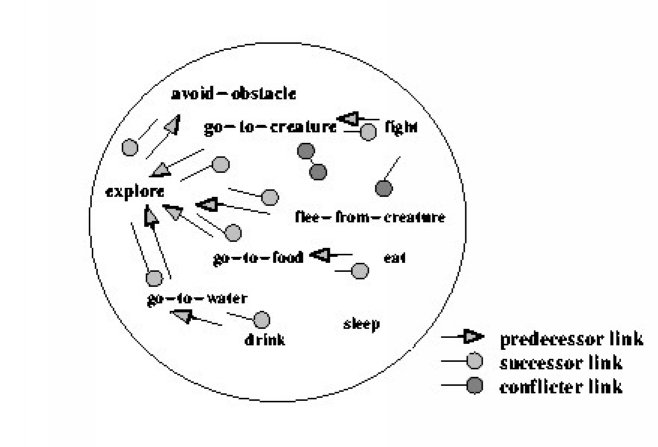 avoid-obstacle
go-to-creature
fight
explore
flee-from-creature
go-to-food
eat
go-to-water
drink
sleep
predecessor link
successor link
conflicter link